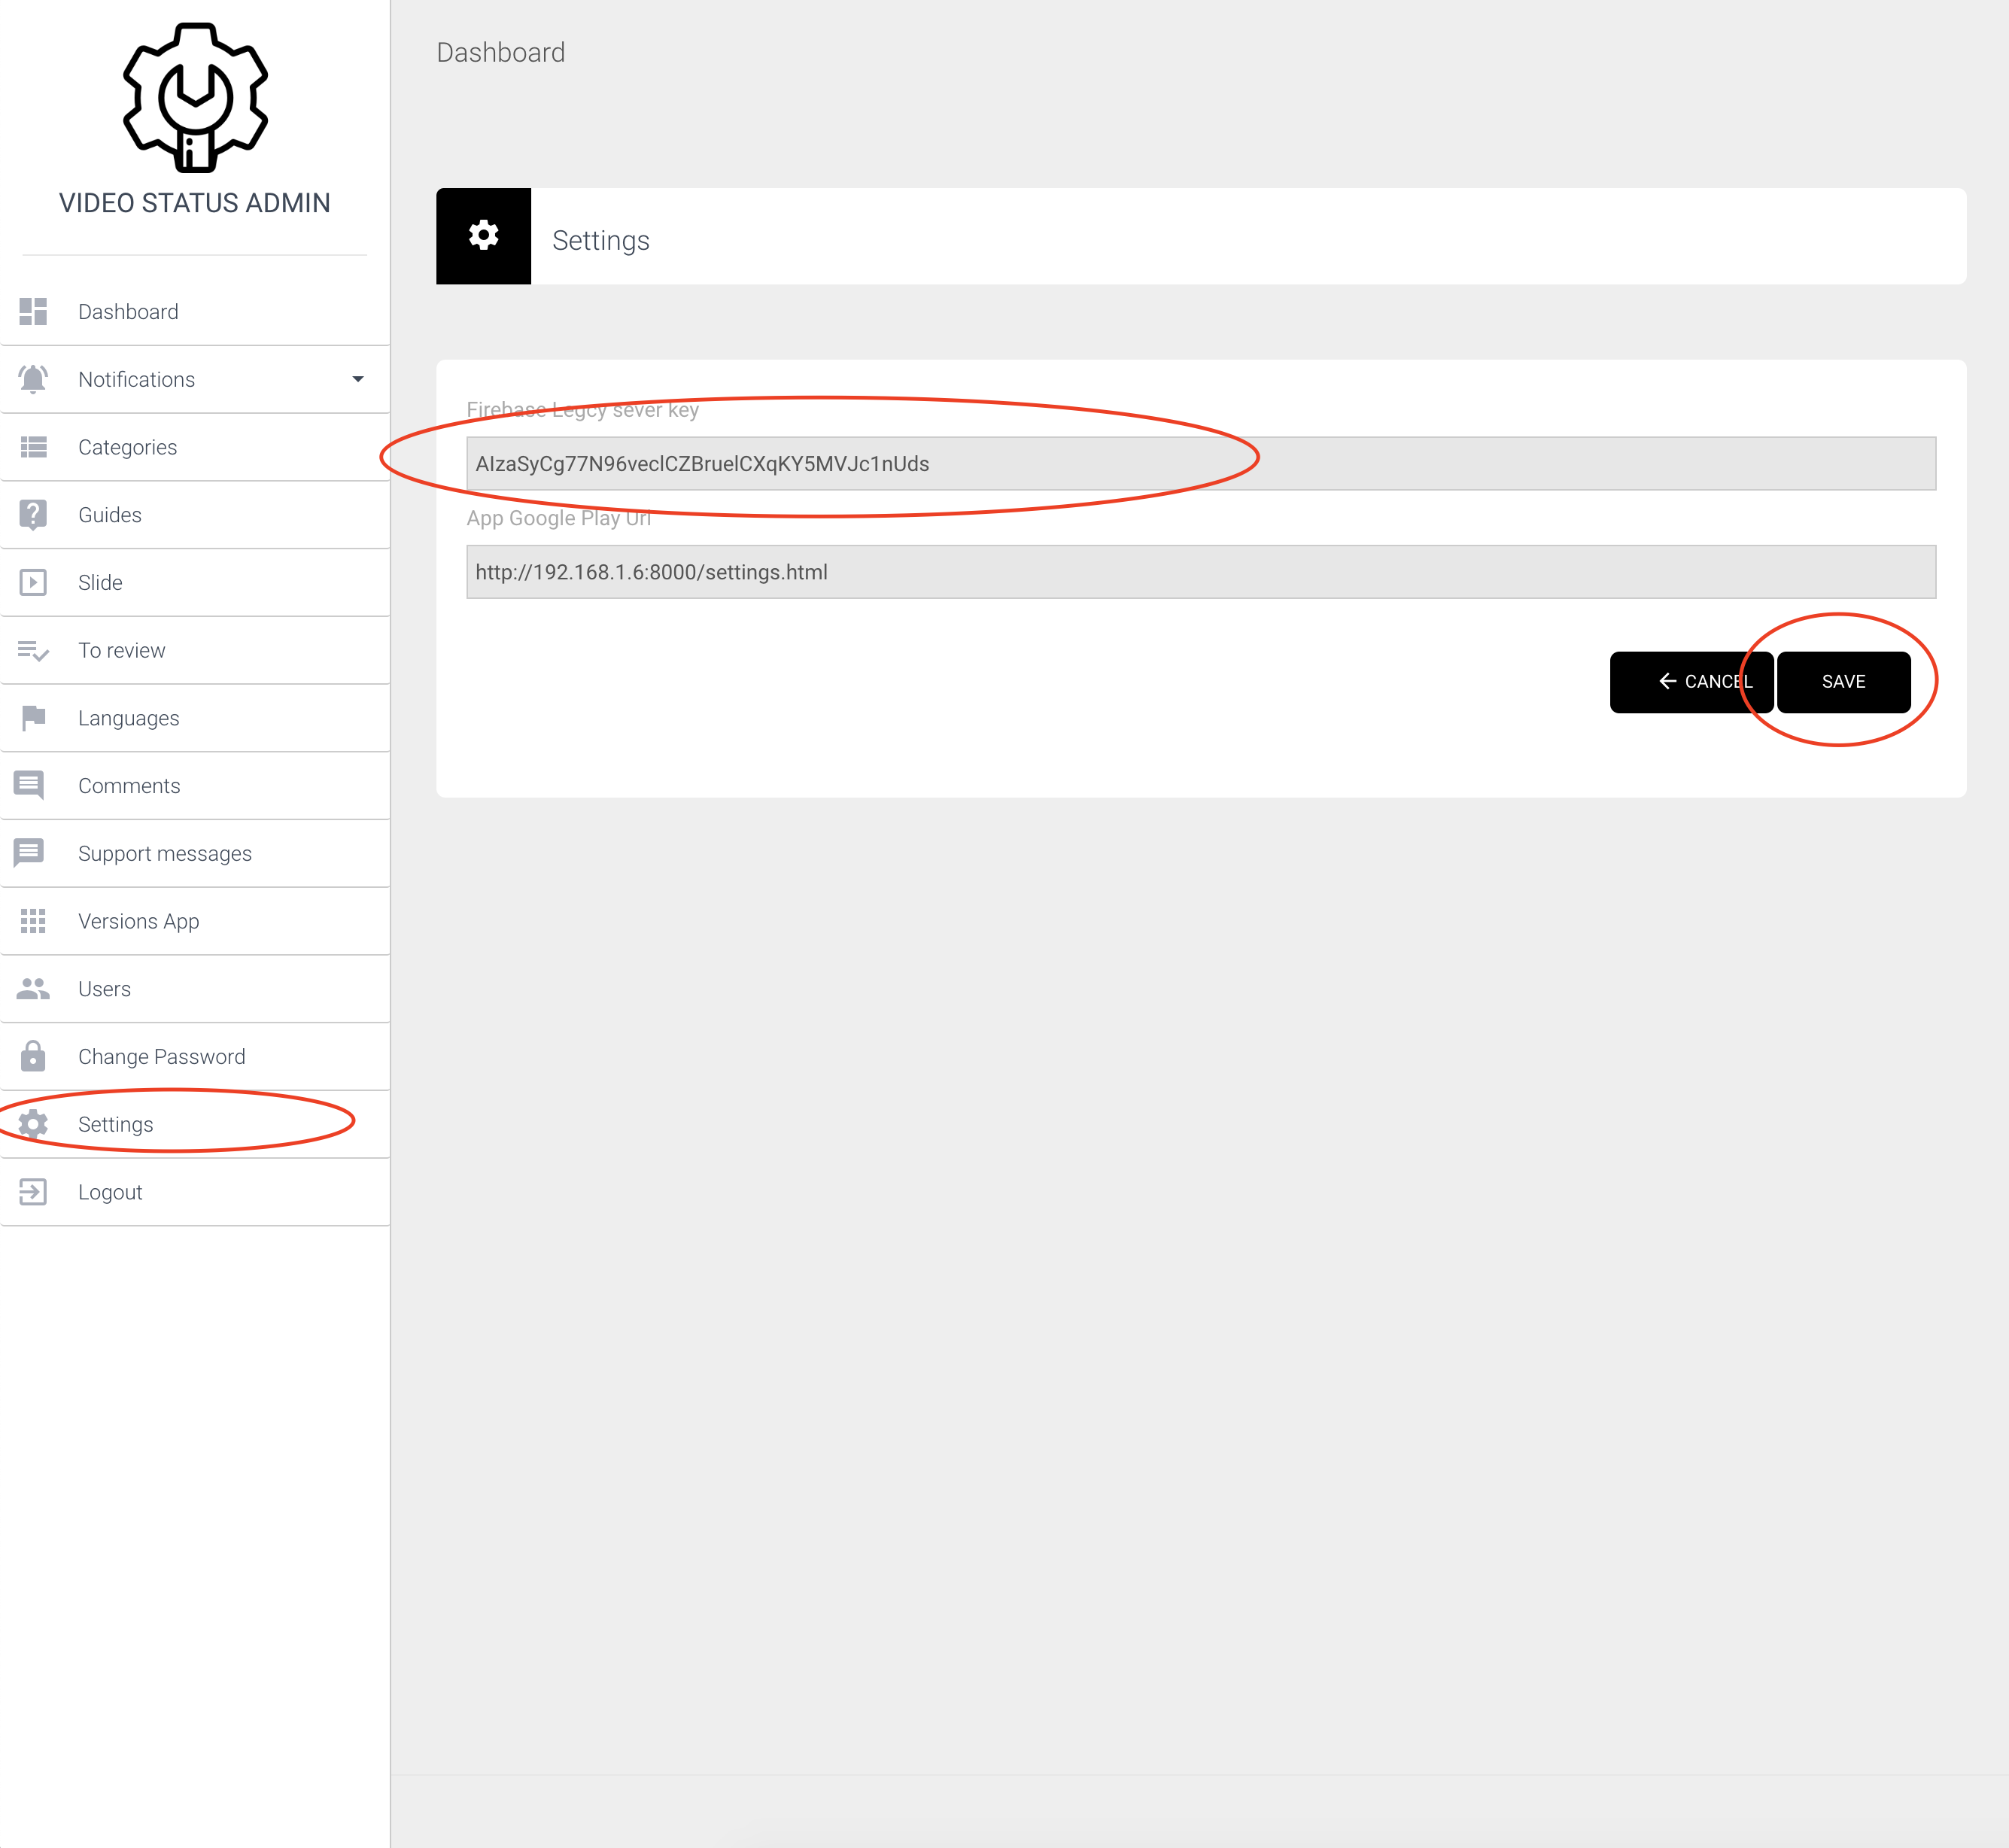 VIDEO STATUS ADMIN
Dashboard
Notifications
Categories
Guides
Slide
To review
Languages
Comments
Support messages
Versions App
Users
Change Password
Settings
Logout
Dashboard
Settings
Firebase Legcy sever key
AIzaSyCg77N96veclCZBruelCXqKY5MVJc1nUds
App Google Play Url
http://192.168.1.6:8000/settings.html
CANCEL
SAVE